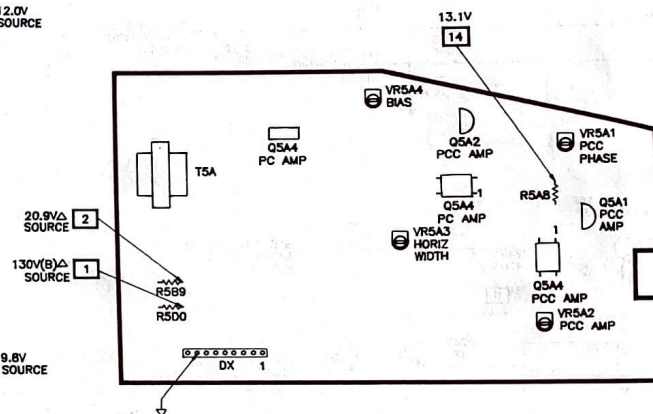 12.0V
SOURCE
13.1V
14
VR5A4
BIAS
Q5A4
PC AMP
Q5A2
PCC AMP
VR5A1
PCC
PHASE
T5A
1
Q5A4
PC AMP
R5A8
Q5A1
PCC
AMP
20.9V△
SOURCE
2
VR5A3
HORIZ
WIDTH
1
130V(B)△
SOURCE
1
R5B9
Q5A4
PCC AMP
R5D0
VR5A2
PCC AMP
9.8V
SOURCE
DX
1